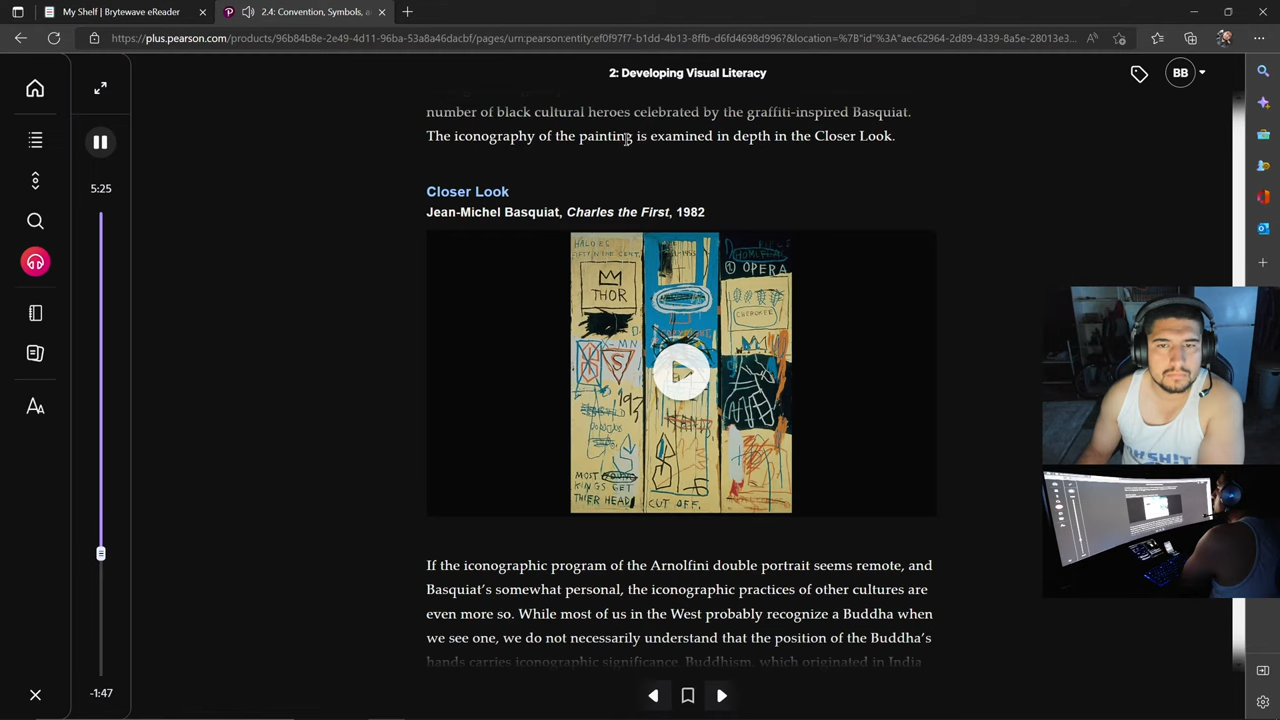 My Shelf | Brytewave eReader
2.4: Convention, Symbols, a
https://plus.pearson.com/products/96b84b8e-2e49-4d11-96ba-53a8a46dacbf/pages/urn:pearson:entity:ef0f97f7-b1dd-4b13-8ffb-d6fd4698d996?&location=%7B"id"%3A"aec62964-2d89-4339-8a5e-28013e3...
2: Developing Visual Literacy
BB
number of black cultural heroes celebrated by the graffiti-inspired Basquiat.
The iconography of the painting is examined in depth in the Closer Look.
5:25
Closer Look
Jean-Michel Basquiat, Charles the First, 1982
HALOES
THOR
OPERA
CHEROKEE
X-MN
S
MOST
KINGS GET
THIER HEAD
CUT OFF.
If the iconographic program of the Arnolfini double portrait seems remote, and
Basquiat's somewhat personal, the iconographic practices of other cultures are
even more so. While most of us in the West probably recognize a Buddha when
we see one, we do not necessarily understand that the position of the Buddha's
hands carries iconographic significance. Buddhism, which originated in India
-1:47